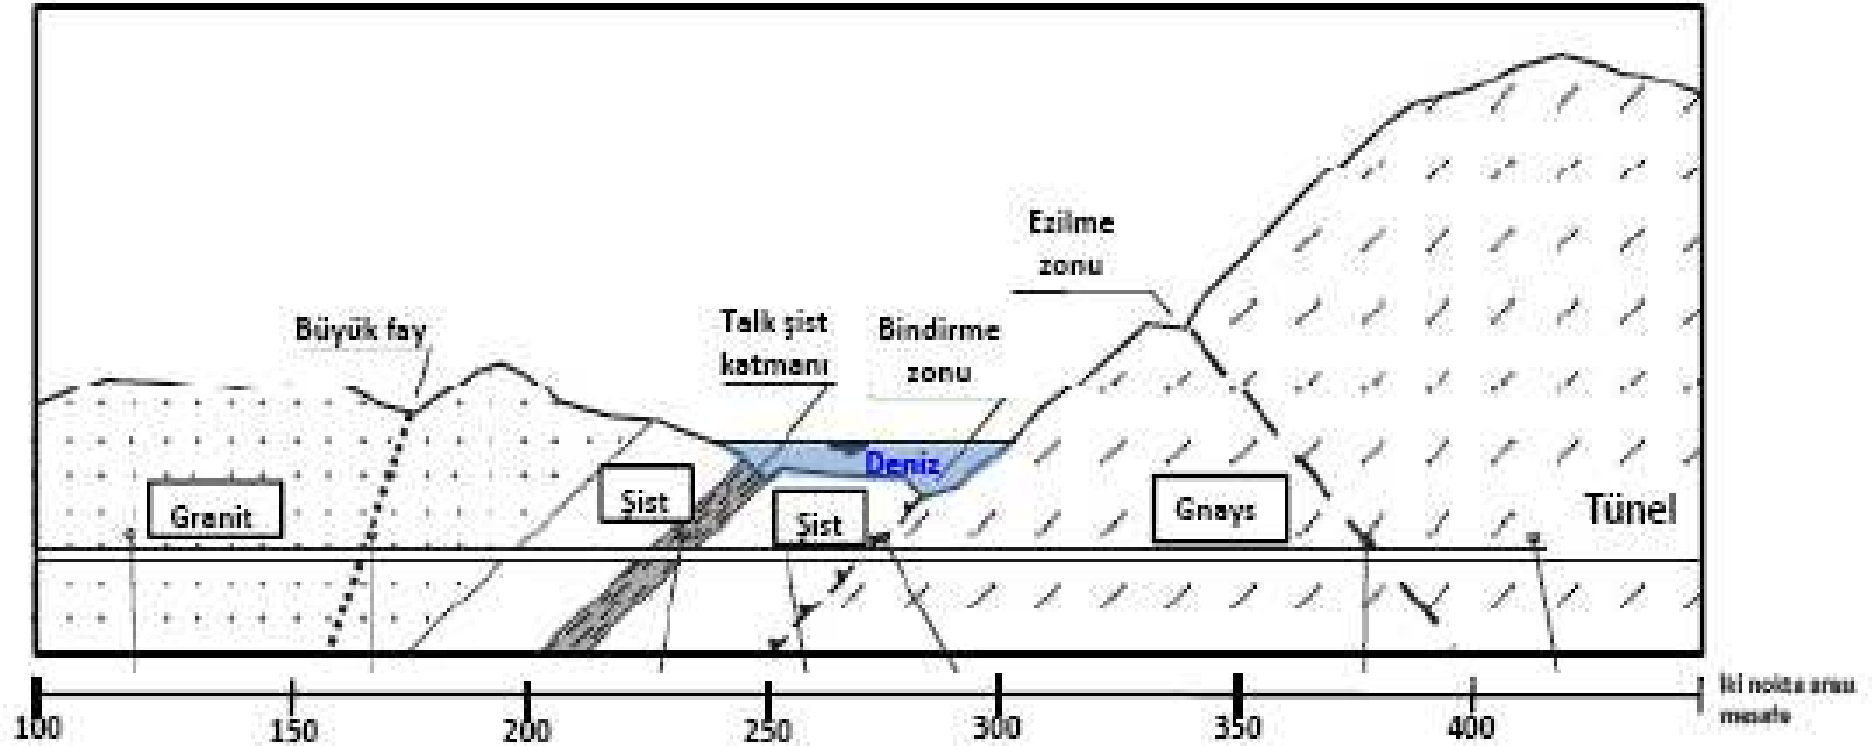 Ezilme
zonu
Büyük fay
Talk şist
katmanı
Bindirme
zonu
Deniz
Granit
Şist
Şist
Gnays
Tünel
100
150
200
250
300
350
400
İki nokta arası
mesafe